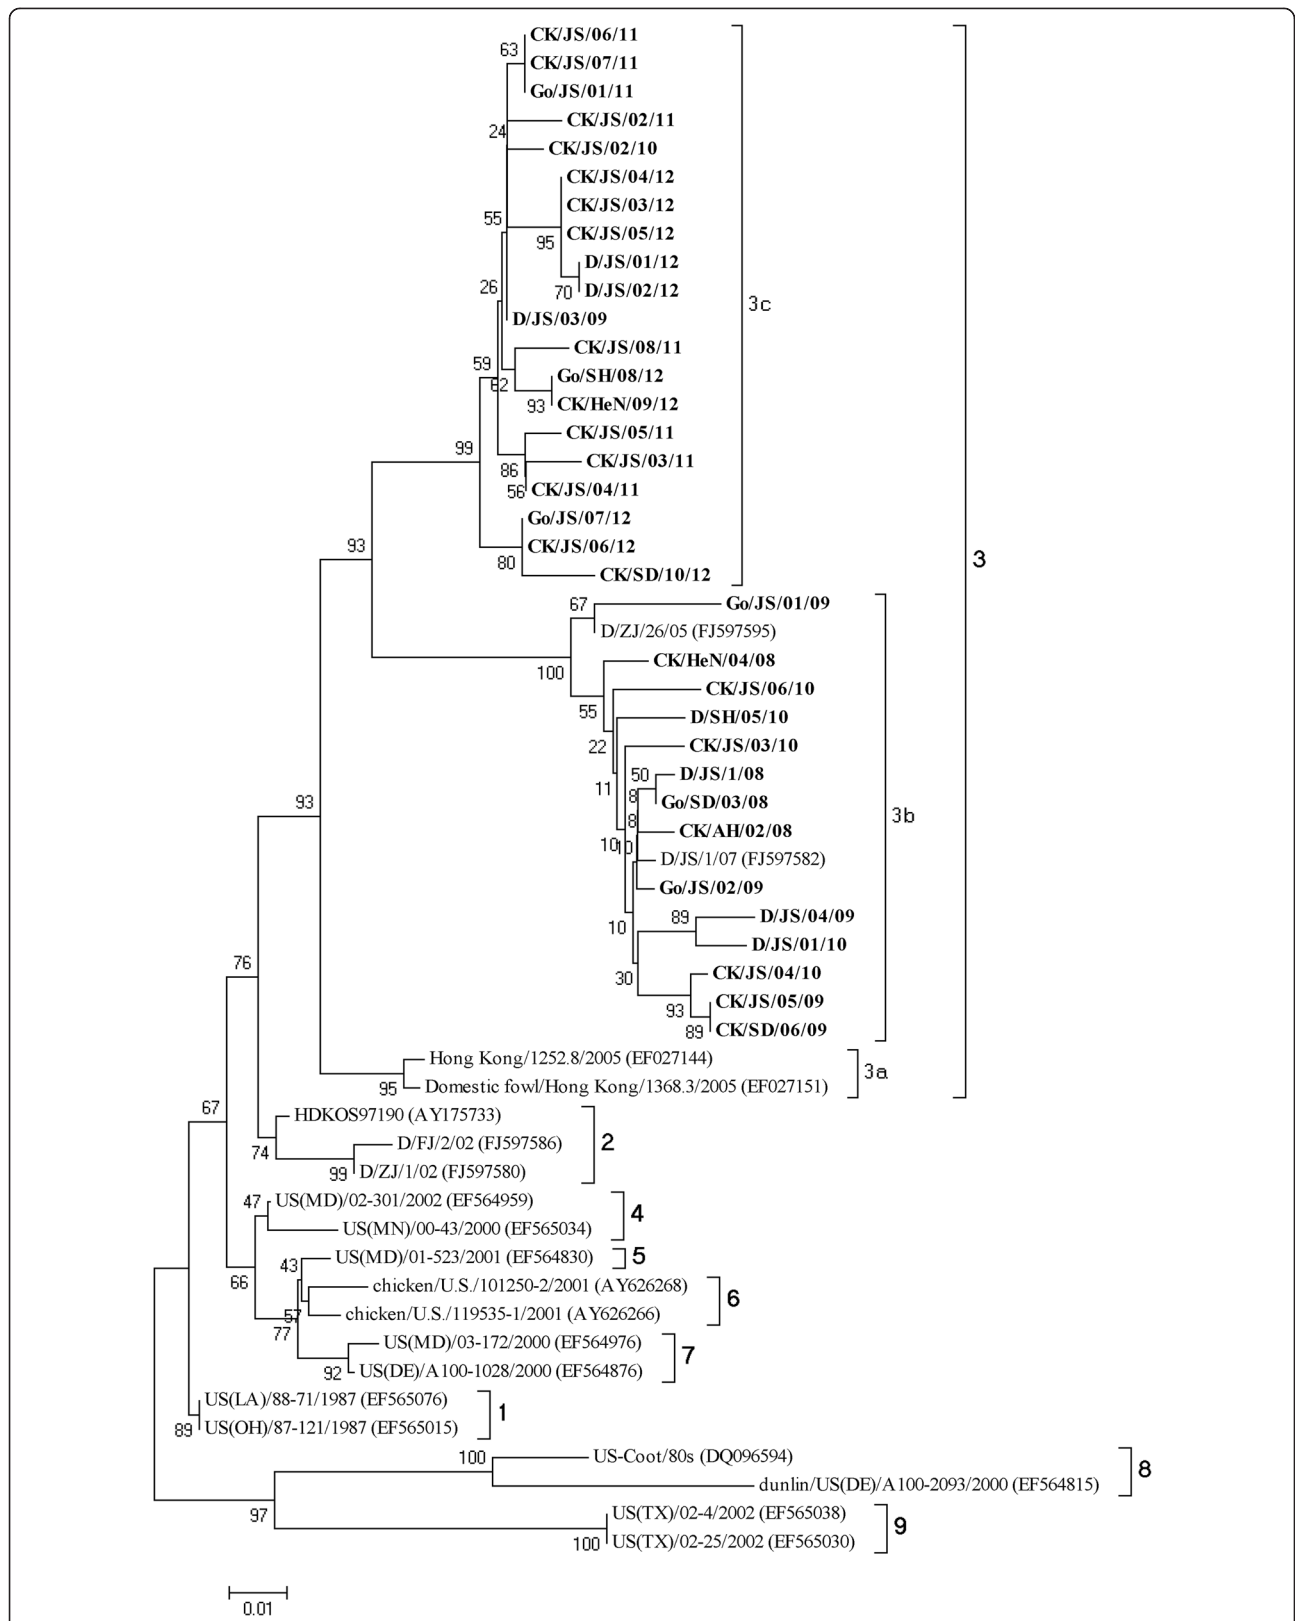 CK/JS/06/11
63
CK/JS/07/11
Go/JS/01/11
CK/JS/02/11
24
CK/JS/02/10
CK/JS/04/12
CK/JS/03/12
55
CK/JS/05/12
95
D/JS/01/12
26
D/JS/02/12
70
3c
D/JS/03/09
CK/JS/08/11
59
Go/SH/08/12
62
CK/HeN/09/12
93
CK/JS/05/11
99
CK/JS/03/11
86
CK/JS/04/11
56
Go/JS/07/12
93
CK/JS/06/12
80
3
CK/SD/10/12
67
Go/JS/01/09
D/ZJ/26/05 (FJ597595)
CK/HeN/04/08
100
CK/JS/06/10
55
D/SH/05/10
22
CK/JS/03/10
50
D/JS/1/08
11
8
Go/SD/03/08
93
3b
8
CK/AH/02/08
10
10
D/JS/1/07 (FJ597582)
Go/JS/02/09
89
D/JS/04/09
10
D/JS/01/10
76
CK/JS/04/10
30
CK/JS/05/09
93
CK/SD/06/09
89
Hong Kong/1252.8/2005 (EF027144)
3a
Domestic fowl/Hong Kong/1368.3/2005 (EF027151)
95
67
HDKOS97190 (AY175733)
D/FJ/2/02 (FJ597586)
2
74
D/ZJ/1/02 (FJ597580)
99
US(MD)/02-301/2002 (EF564959)
47
4
US(MN)/00-43/2000 (EF565034)
US(MD)/01-523/2001 (EF564830)
5
43
66
chicken/U.S./101250-2/2001 (AY626268)
6
chicken/U.S./119535-1/2001 (AY626266)
57
77
US(MD)/03-172/2000 (EF564976)
7
US(DE)/A100-1028/2000 (EF564876)
92
US(LA)/88-71/1987 (EF565076)
1
US(OH)/87-121/1987 (EF565015)
89
100
US-Coot/80s (DQ096594)
8
dunlin/US(DE)/A100-2093/2000 (EF564815)
97
US(TX)/02-4/2002 (EF565038)
9
US(TX)/02-25/2002 (EF565030)
100
0.01